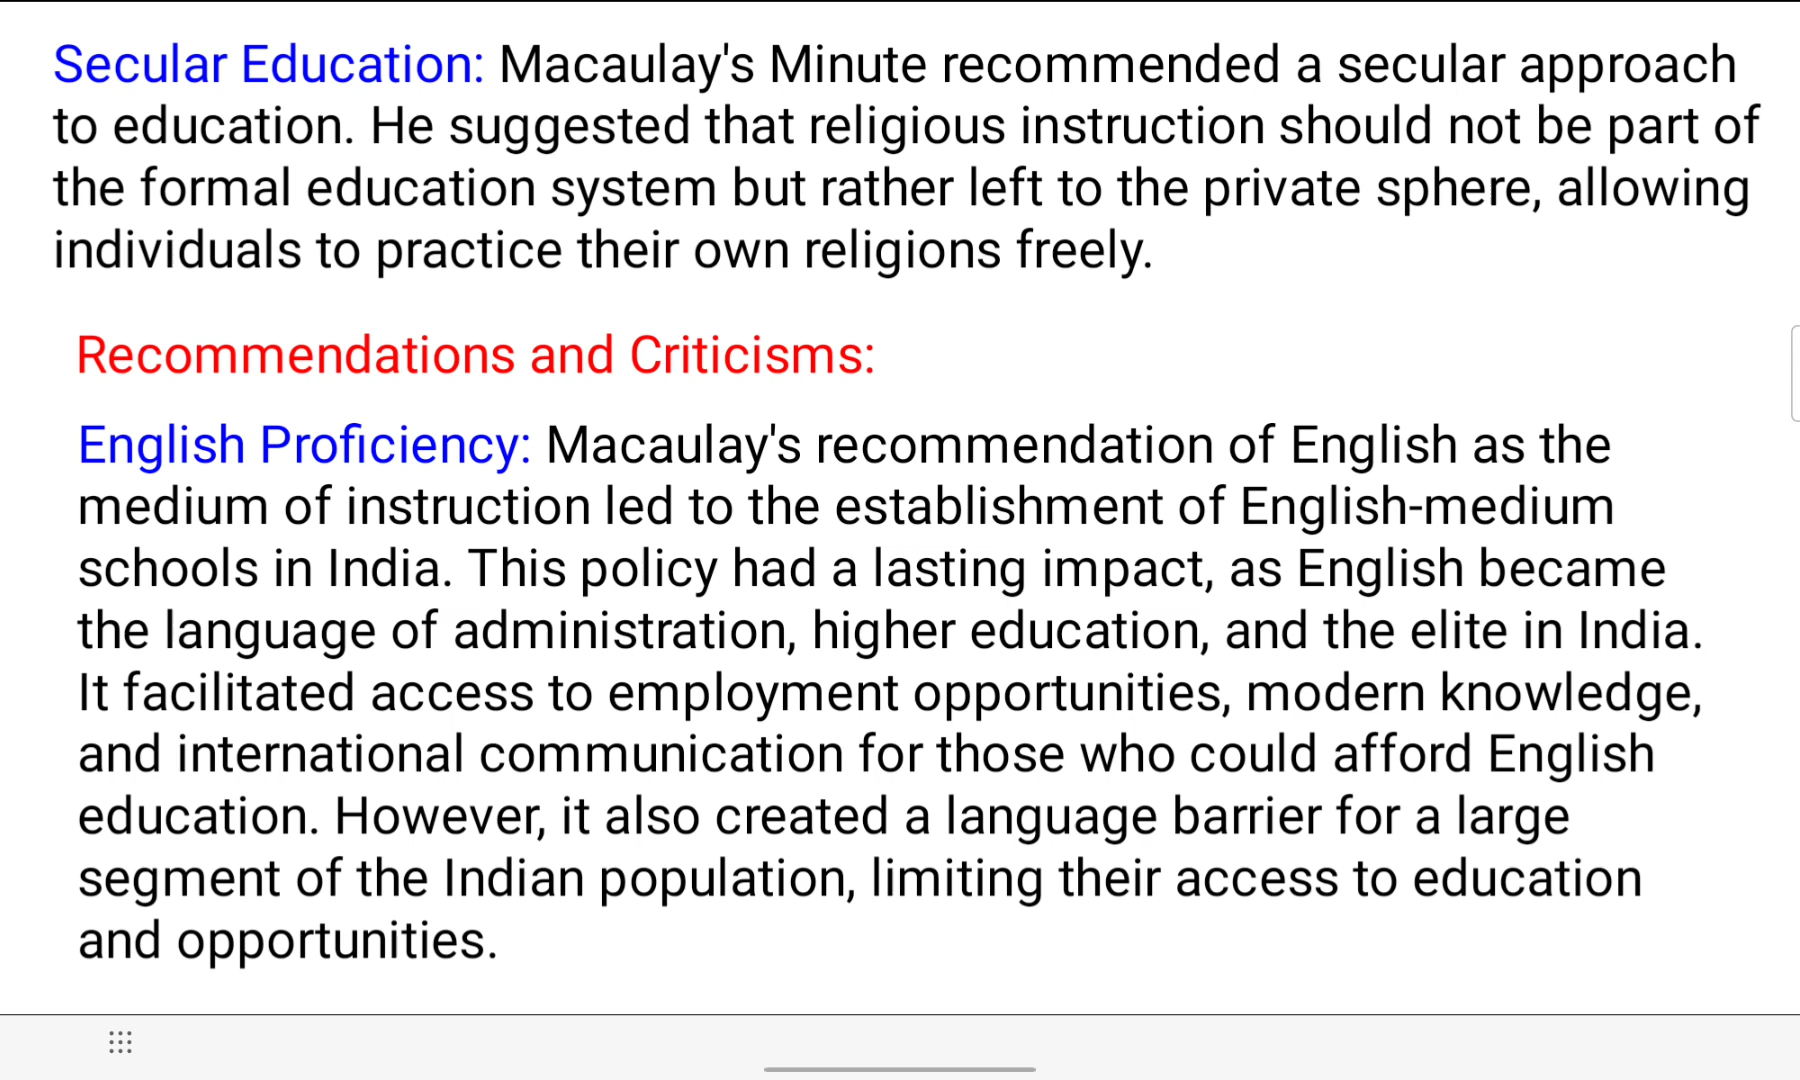 Secular Education: Macaulay's Minute recommended a secular approach
to education. He suggested that religious instruction should not be part of
the formal education system but rather left to the private sphere, allowing
individuals to practice their own religions freely.
Recommendations and Criticisms:
English Proficiency: Macaulay's recommendation of English as the
medium of instruction led to the establishment of English-medium
schools in India. This policy had a lasting impact, as English became
the language of administration, higher education, and the elite in India.
It facilitated access to employment opportunities, modern knowledge,
and international communication for those who could afford English
education. However, it also created a language barrier for a large
segment of the Indian population, limiting their access to education
and opportunities.